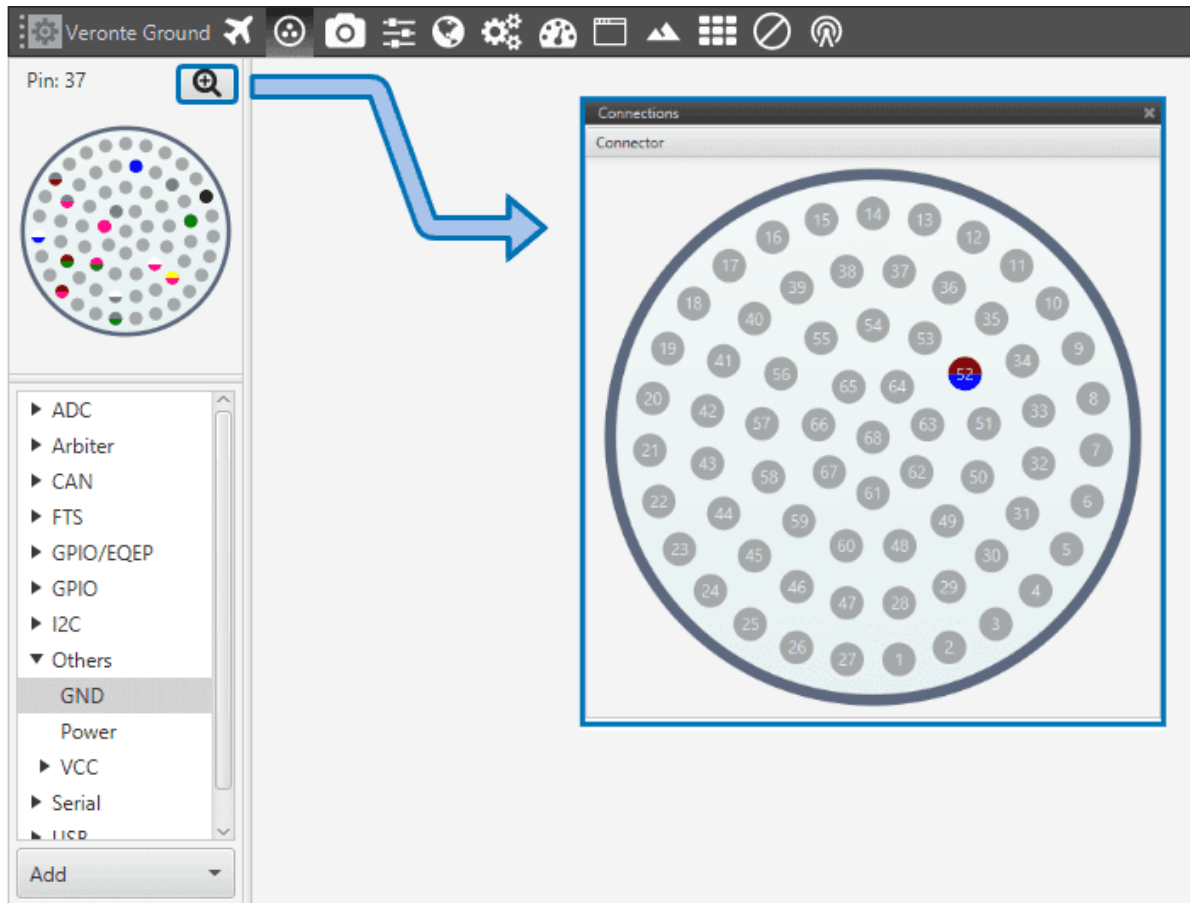 Veronte Ground
Pin: 37
ADC
Arbiter
CAN
FTS
GPIO/EQEP
GPIO
I2C
Others
GND
Power
VCC
Serial
USB
Add
Connections
Connector
15 14 13
16 12
17 11
38 37
39 36
18 10
40 35
54
55 53
19 9
41 34
56 52
65 64
20 8
42 33
57 66 63 51
68
21 7
43 32
67 62
58 50
61
22 6
44 31
59 49
60 48
23 5
45 30
46 29
24 4
47 28
25 3
26 2
27 1